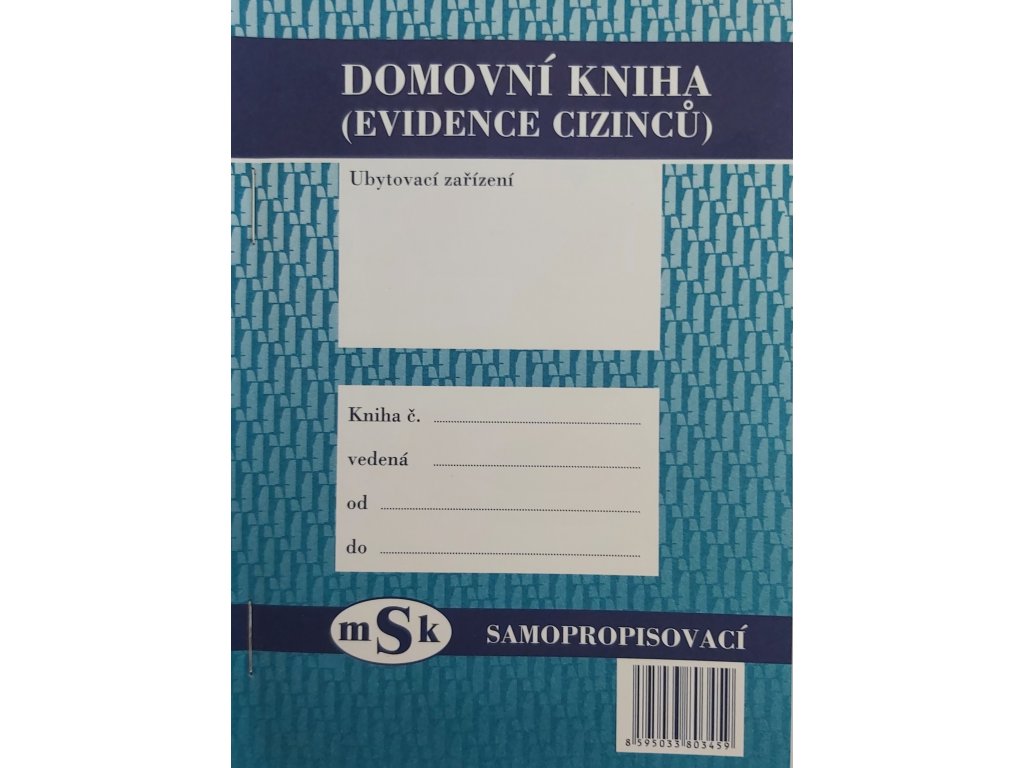 DOMOVNÍ KNIHA
(EVIDENCE CIZINCŮ)
Ubytovací zařízení
Kniha č.
vedená
od
do
mSk
SAMOPROPISOVACÍ
8 595033 803459